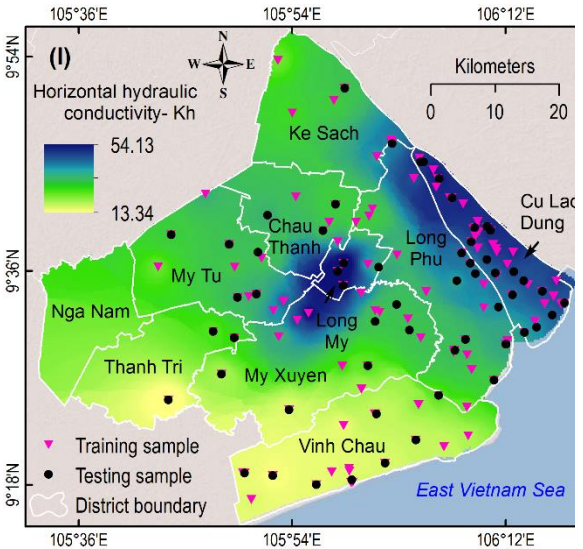 105°36'E
105°54'E
106°12'E
9°54'N
9°36'N
9°18'N
(l)
N
W
E
S
Kilometers
0
10
20
Horizontal hydraulic
conductivity- Kh
54.13
13.34
Ke Sach
Cu Lao
Dung
Chau
Thanh
Long
Phu
My Tu
Nga Nam
Long
My
Thanh Tri
My Xuyen
Vinh Chau
Training sample
Testing sample
District boundary
East Vietnam Sea
105°36'E
105°54'E
106°12'E